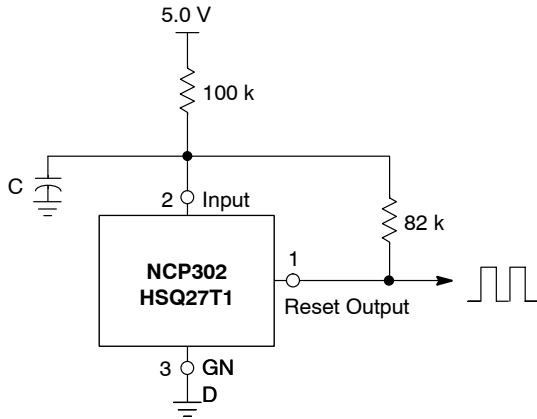 5.0 V
100 k
C
2 Input
82 k
NCP302
HSQ27T1
1
Reset Output
3 GN
D